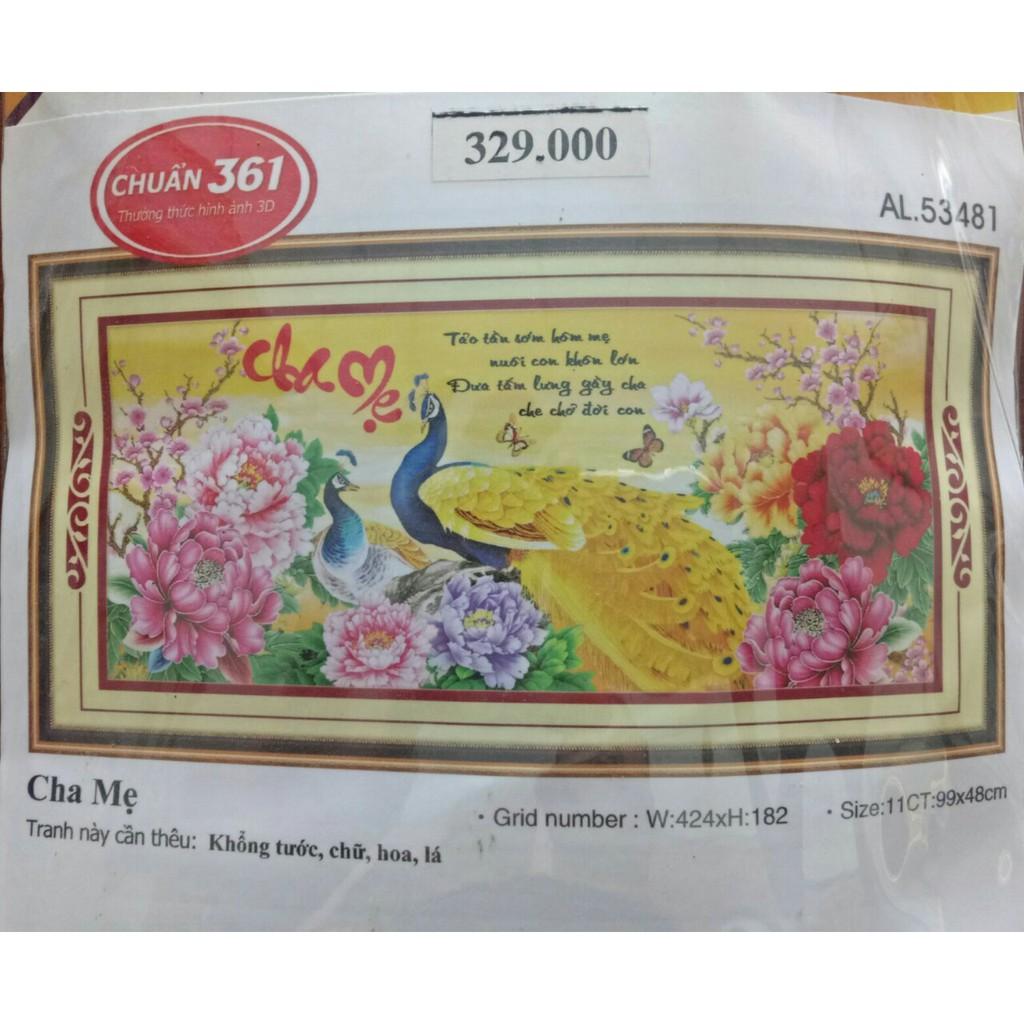 329.000
CHUẨN 361
Thưởng thức hình ảnh 3D
AL.53481
Cha Mẹ
Tảo tần sớm hôm mẹ
nuôi con khôn lớn
Đưa tấm lưng gầy cha
che chở đời con
Cha Mẹ
Tranh này cần thêu: Khổng tước, chữ, hoa, lá
· Grid number : W:424xH:182
· Size:11CT:99x48cm